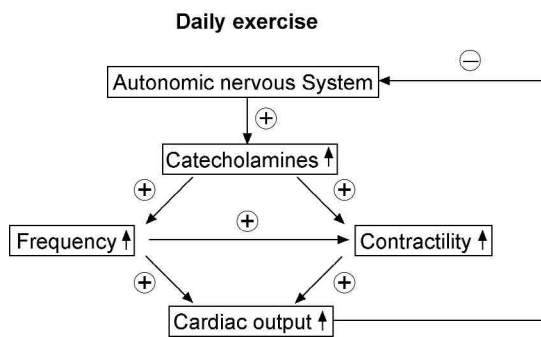 Daily exercise
−
Autonomic nervous System
+
Catecholamines ↑
+ +
+
Frequency ↑ Contractility ↑
+ +
Cardiac output ↑